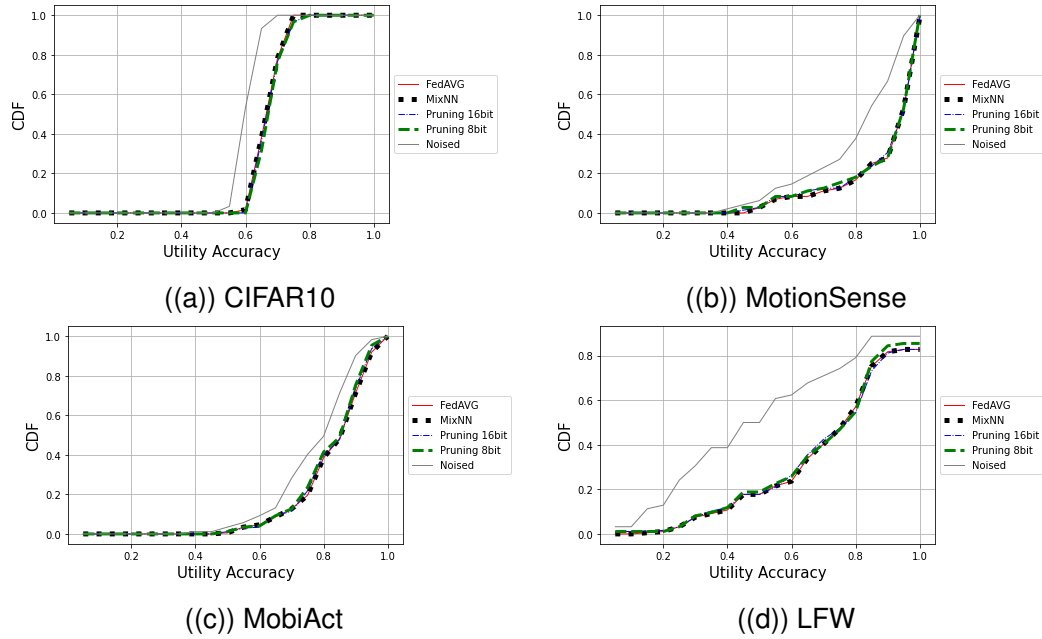 1.0
0.8
0.6
0.4
0.2
0.0
CDF
0.2 0.4 0.6 0.8 1.0
Utility Accuracy
FedAVG
MixNN
Pruning 16bit
Pruning 8bit
Noised
((a)) CIFAR10
1.0
0.8
0.6
0.4
0.2
0.0
CDF
0.2 0.4 0.6 0.8 1.0
Utility Accuracy
FedAVG
MixNN
Pruning 16bit
Pruning 8bit
Noised
((b)) MotionSense
1.0
0.8
0.6
0.4
0.2
0.0
CDF
0.2 0.4 0.6 0.8 1.0
Utility Accuracy
FedAVG
MixNN
Pruning 16bit
Pruning 8bit
Noised
((c)) MobiAct
0.8
0.6
0.4
0.2
0.0
CDF
0.2 0.4 0.6 0.8 1.0
Utility Accuracy
FedAVG
MixNN
Pruning 16bit
Pruning 8bit
Noised
((d)) LFW